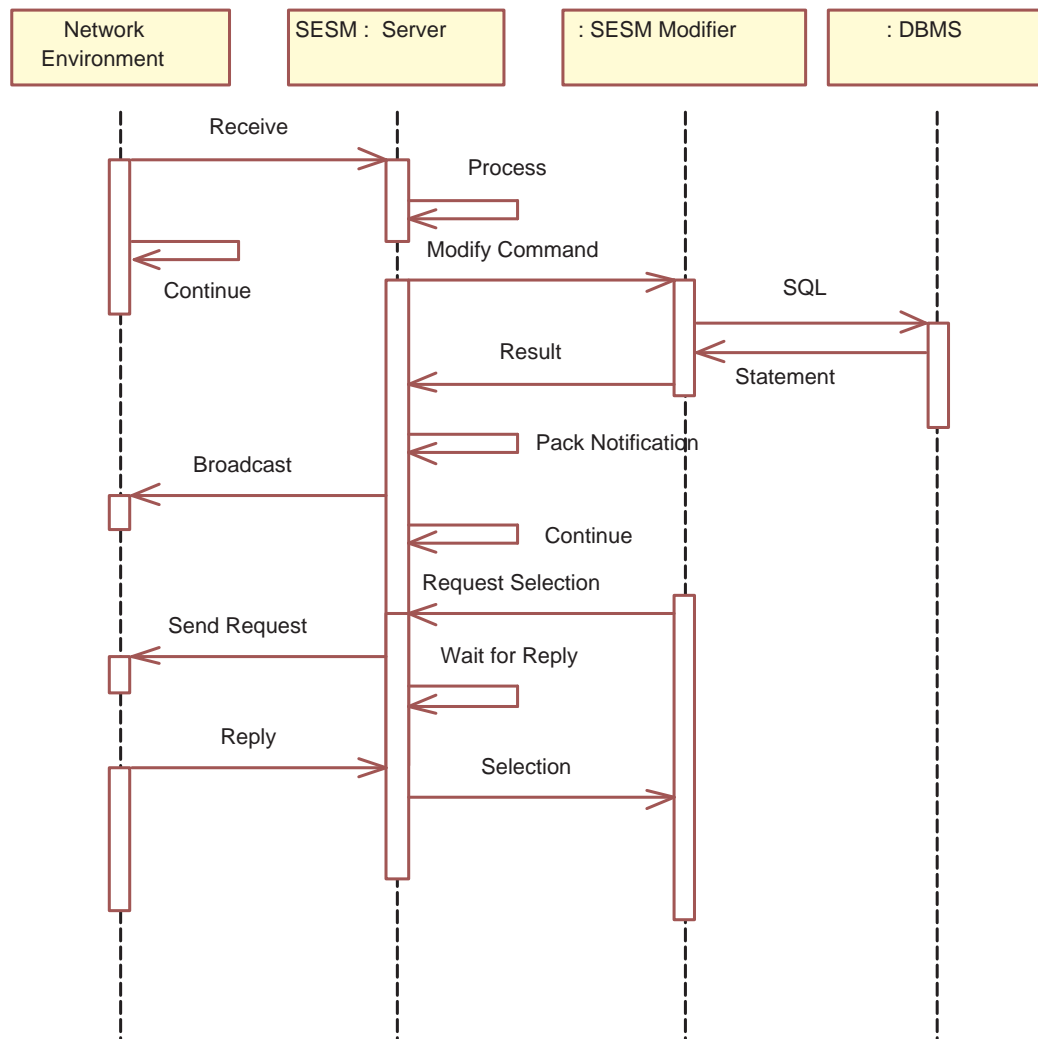 Network
Environment
SESM :  Server
: SESM Modifier
: DBMS
Receive
Process
Modify Command
Continue
SQL
Result
Statement
Pack Notification
Broadcast
Continue
Request Selection
Send Request
Wait for Reply
Reply
Selection